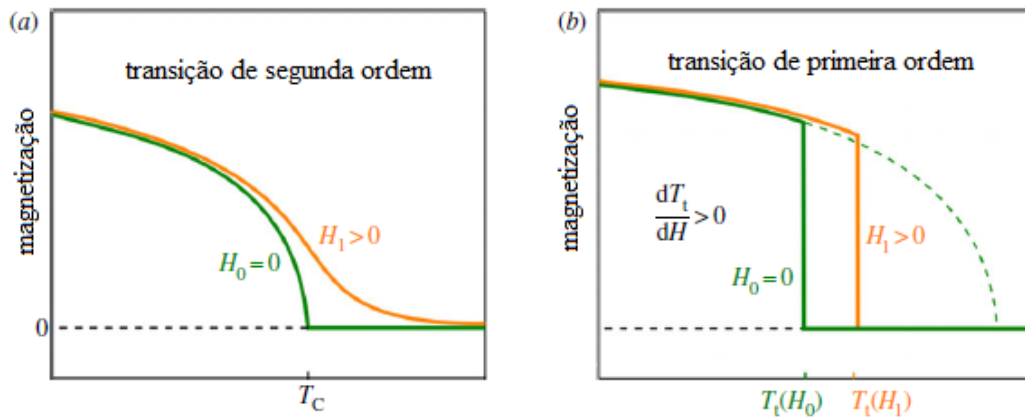 (a)
transição de segunda ordem
magnetização
H₁ > 0
H₀ = 0
0
T_C
(b)
transição de primeira ordem
magnetização
dT_t/dH > 0
H₁ > 0
H₀ = 0
T_t(H₀) T_t(H₁)